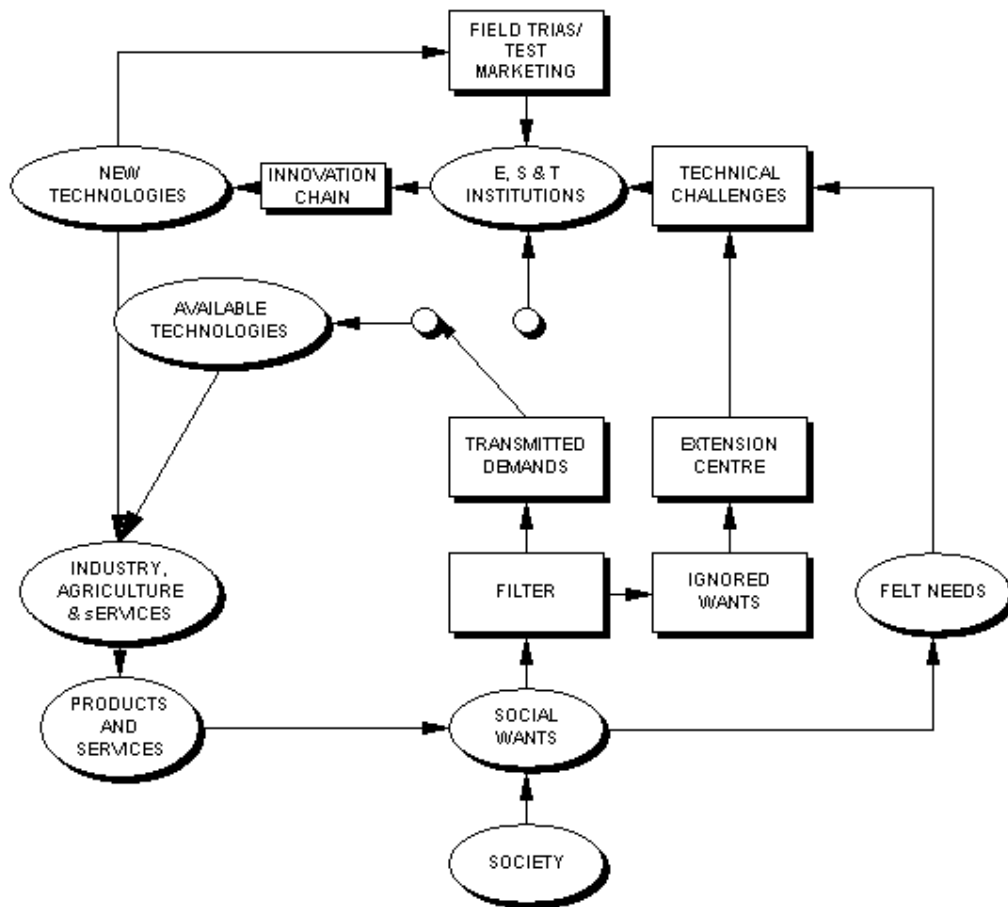 FIELD TRIAS/
TEST
MARKETING
NEW
TECHNOLOGIES
INNOVATION
CHAIN
E, S & T
INSTITUTIONS
TECHNICAL
CHALLENGES
AVAILABLE
TECHNOLOGIES
TRANSMITTED
DEMANDS
EXTENSION
CENTRE
INDUSTRY,
AGRICULTURE
& sERVICES
FILTER
IGNORED
WANTS
FELT NEEDS
PRODUCTS
AND
SERVICES
SOCIAL
WANTS
SOCIETY